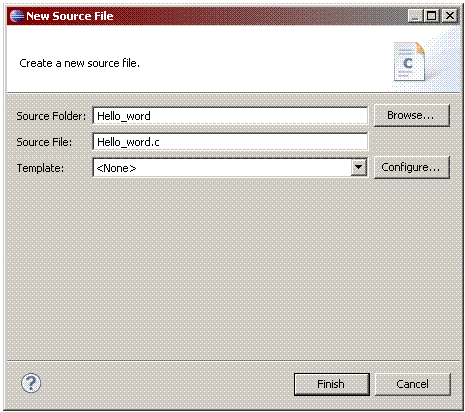 New Source File
Create a new source file.
C
Source Folder: Hello_word Browse...
Source File: Hello_word.c
Template: <None> Configure...
? Finish Cancel